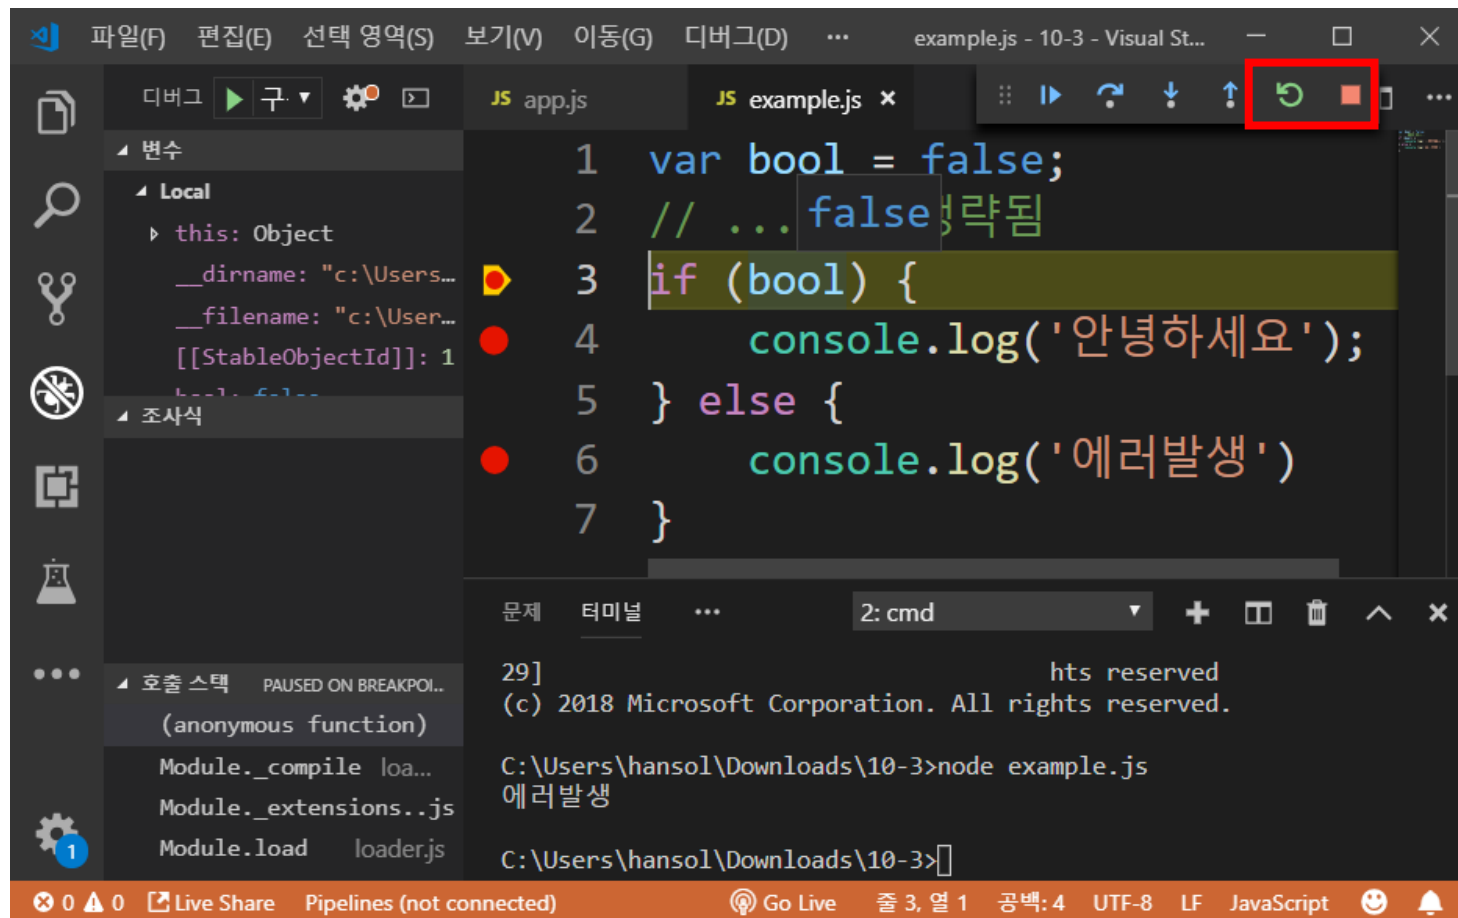 파일(F) 편집(E) 선택 영역(S) 보기(V) 이동(G) 디버그(D) ··· example.js - 10-3 - Visual St...
디버그 구·
JS app.js JS example.js
변수
Local
this: Object
__dirname: "c:\Users…
__filename: "c:\User…
[[StableObjectId]]: 1
bool: false
조사식
호출 스택 PAUSED ON BREAKPOI...
(anonymous function)
Module._compile loa...
Module._extensions..js
Module.load loader.js
1 var bool = false;
2 // ... 략됨
false
3 if (bool) {
4 console.log('안녕하세요');
5 } else {
6 console.log('에러발생')
7 }
문제 터미널 ··· 2: cmd
29] hts reserved
(c) 2018 Microsoft Corporation. All rights reserved.
C:\Users\hansol\Downloads\10-3>node example.js
에러발생
C:\Users\hansol\Downloads\10-3>
1
0 0 Live Share Pipelines (not connected) Go Live 줄 3, 열 1 공백: 4 UTF-8 LF JavaScript